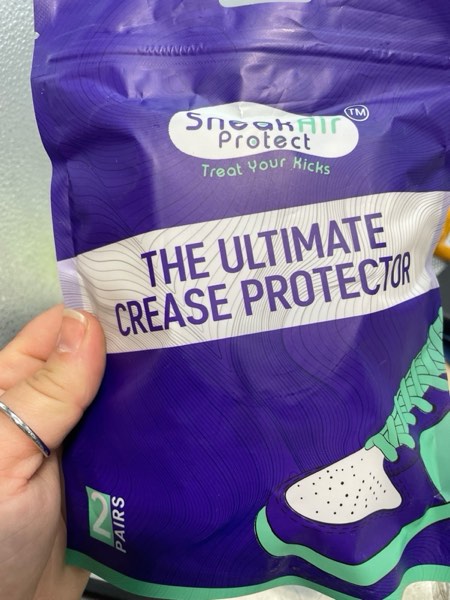 SneakAir TM
Protect
Treat Your Kicks
THE ULTIMATE
CREASE PROTECTOR
2 PAIRS